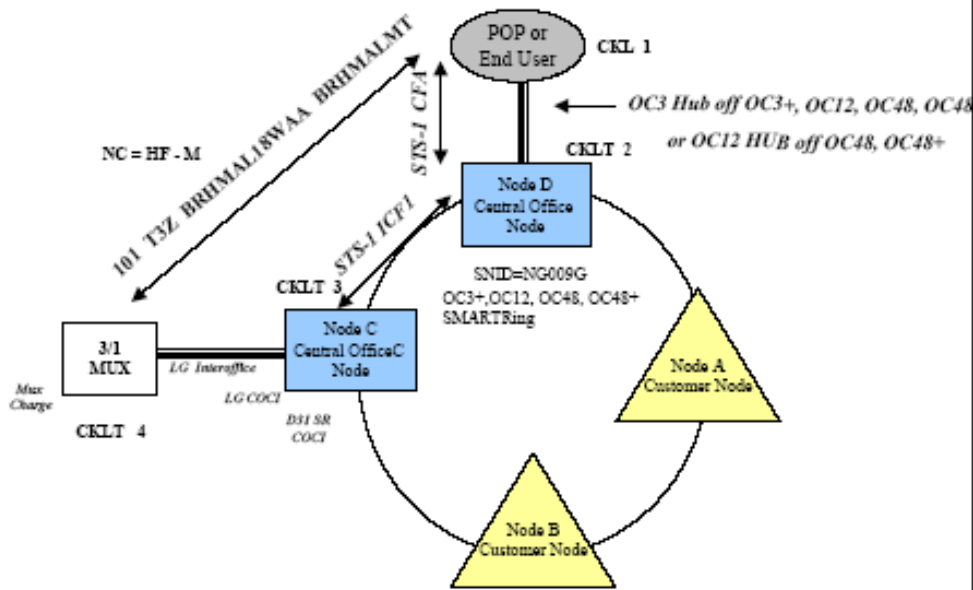 POP or
End User
CKL 1
OC3 Hub off OC3+, OC12, OC48, OC48
or OC12 HUB off OC48, OC48+
STS-1 CFA
101 T3Z BRHMAL18WAA BRHMALMT
NC = HF - M
CKLT 2
Node D
Central Office
Node
STS-1 ICF1
SNID=NG009G
OC3+,OC12, OC48, OC48+
SMARTRing
CKLT 3
Node C
Central OfficeC
Node
3/1
MUX
LG Interoffice
Mux
Charge
LG COCI
D31 SR
COCI
CKLT 4
Node A
Customer Node
Node B
Customer Node